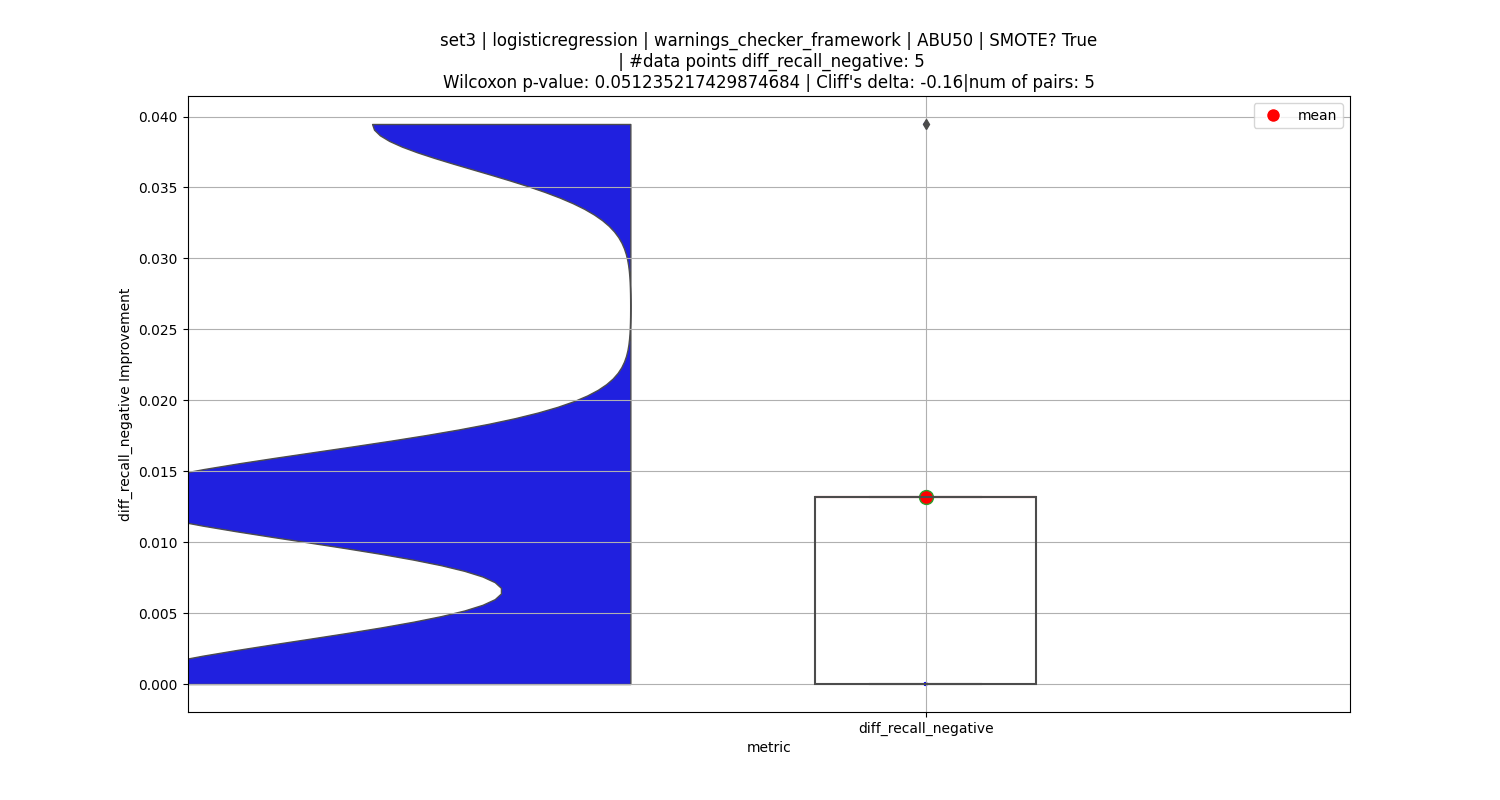 set3 | logisticregression | warnings_checker_framework | ABU50 | SMOTE? True
| #data points diff_recall_negative: 5
Wilcoxon p-value: 0.051235217429874684 | Cliff's delta: -0.16|num of pairs: 5
mean
0.040
0.035
0.030
0.025
0.020
0.015
0.010
0.005
0.000
diff_recall_negative Improvement
diff_recall_negative
metric